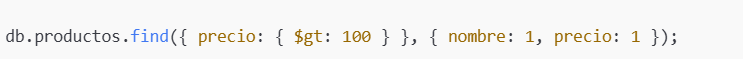 db.productos.find({ precio: { $gt: 100 } }, { nombre: 1, precio: 1 });